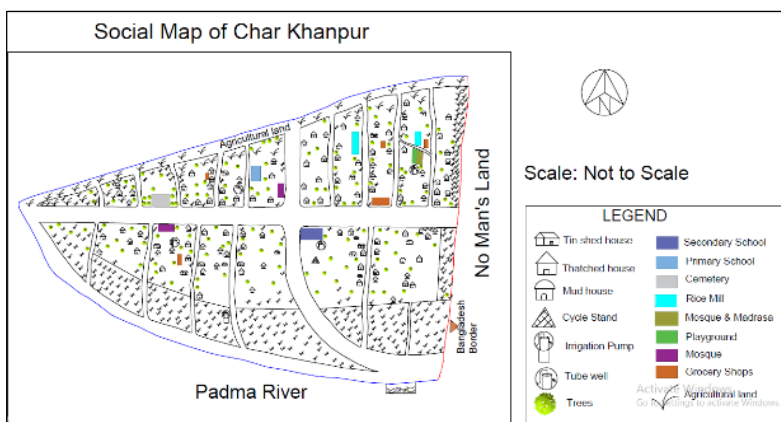 Social Map of Char Khanpur
Agricultural land
No Man's Land
Bangladesh
Border
Padma River
Scale: Not to Scale
LEGEND
Tin shed house
Thatched house
Mud house
Cycle Stand
Irrigation Pump
Tube well
Trees
Secondary School
Primary School
Cemetery
Rice Mill
Mosque & Madrasa
Playground
Mosque
Grocery Shops
Agricultural land
Activate Windows
Go to Settings to activate Windows.